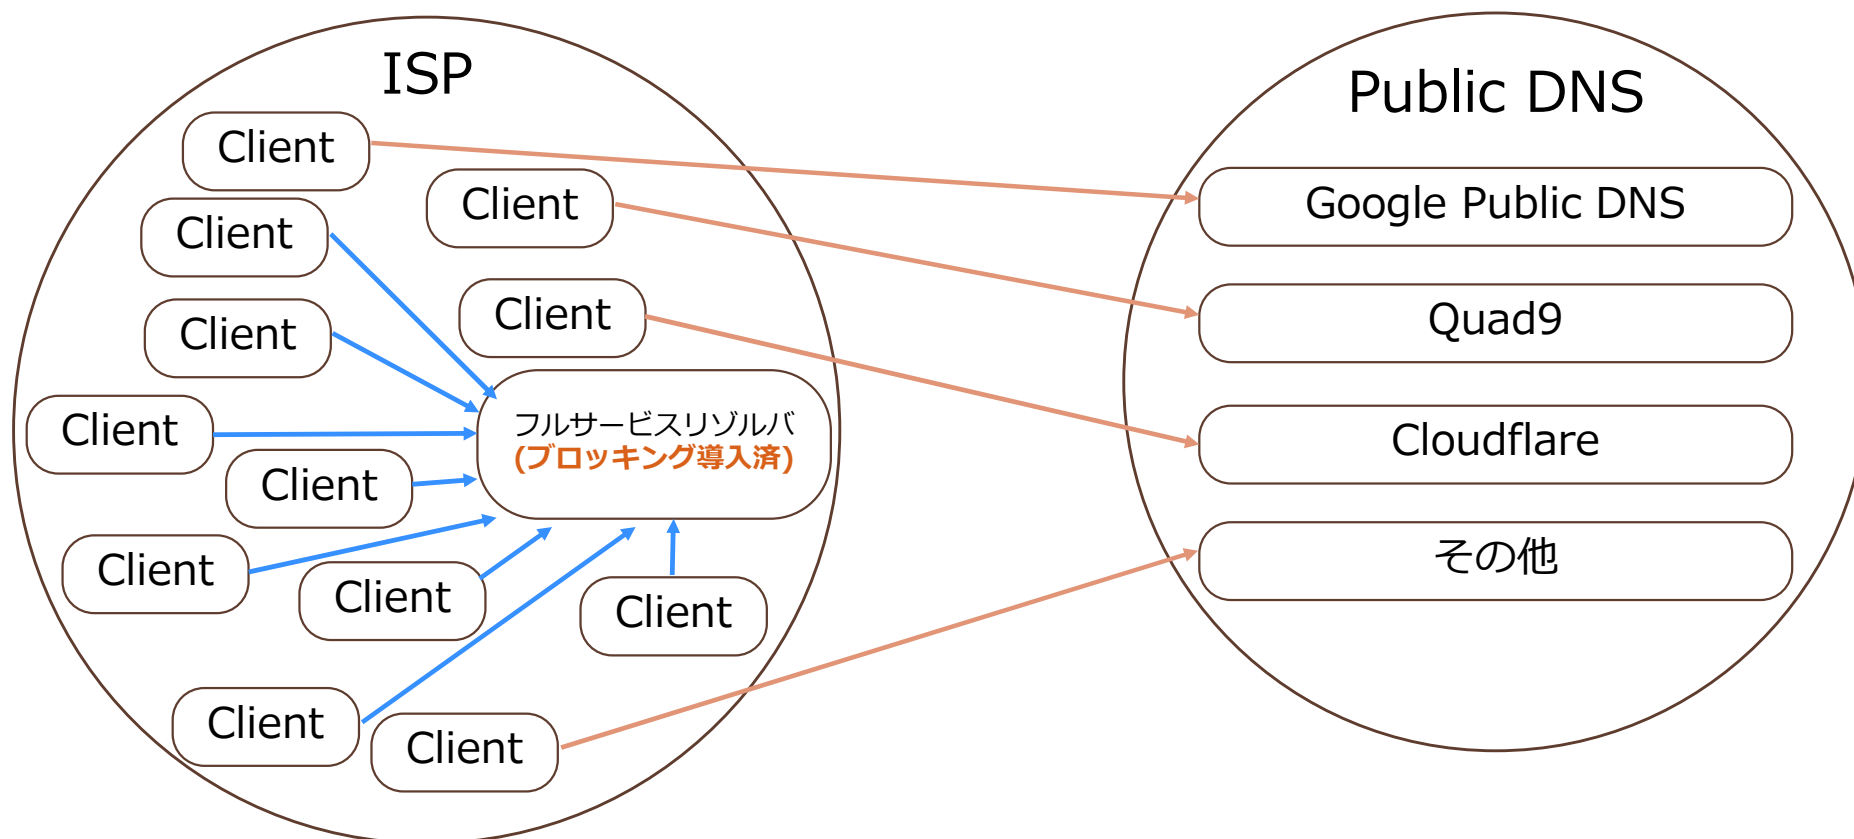 ISP
Client
Client
Client
Client
Client
Client
フルサービスリゾルバ
(ブロッキング導入済)
Client
Client
Client
Client
Client
Client
Public DNS
Google Public DNS
Quad9
Cloudflare
その他